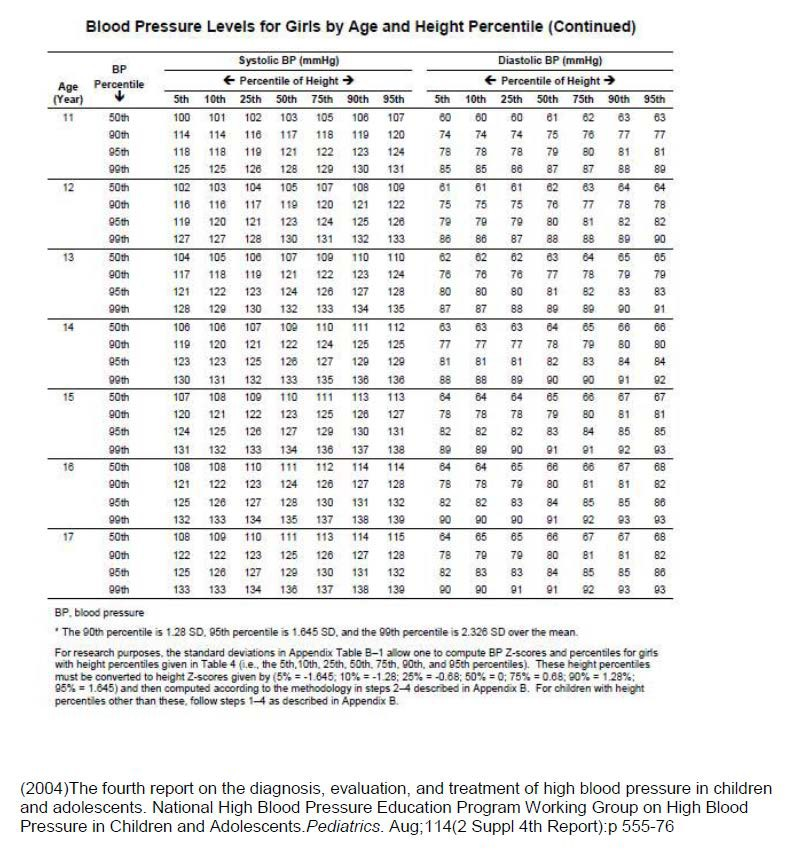 Blood Pressure Levels for Girls by Age and Height Percentile (Continued)
Systolic BP (mmHg) Diastolic BP (mmHg)
BP
Age Percentile ← Percentile of Height → ← Percentile of Height →
(Year) ↓ 5th 10th 25th 50th 75th 90th 95th 5th 10th 25th 50th 75th 90th 95th
11 50th 100 101 102 103 105 106 107 60 60 60 61 62 63 63
90th 114 114 116 117 118 119 120 74 74 74 75 76 77 77
95th 118 118 119 121 122 123 124 78 78 78 79 80 81 81
99th 125 125 126 128 129 130 131 85 85 86 87 87 88 89
12 50th 102 103 104 105 107 108 109 61 61 61 62 63 64 64
90th 116 116 117 119 120 121 122 75 75 75 76 77 78 78
95th 119 120 121 123 124 125 126 79 79 79 80 81 82 82
99th 127 127 128 130 131 132 133 86 86 87 88 88 89 90
13 50th 104 105 106 107 109 110 110 62 62 62 63 64 65 65
90th 117 118 119 121 122 123 124 76 76 76 77 78 79 79
95th 121 122 123 124 126 127 128 80 80 80 81 82 83 83
99th 128 129 130 132 133 134 135 87 87 88 89 89 90 91
14 50th 106 106 107 109 110 111 112 63 63 63 64 65 66 66
90th 119 120 121 122 124 125 125 77 77 77 78 79 80 80
95th 123 123 125 126 127 129 129 81 81 81 82 83 84 84
99th 130 131 132 133 135 136 136 88 88 89 90 90 91 92
15 50th 107 108 109 110 111 113 113 64 64 64 65 66 67 67
90th 120 121 122 123 125 126 127 78 78 78 79 80 81 81
95th 124 125 126 127 129 130 131 82 82 82 83 84 85 85
99th 131 132 133 134 136 137 138 89 89 90 91 91 92 93
16 50th 108 108 110 111 112 114 114 64 64 65 66 66 67 68
90th 121 122 123 124 126 127 128 78 78 79 80 81 81 82
95th 125 126 127 128 130 131 132 82 82 83 84 85 85 86
99th 132 133 134 135 137 138 139 90 90 90 91 92 93 93
17 50th 108 109 110 111 113 114 115 64 65 65 66 67 67 68
90th 122 122 123 125 126 127 128 78 79 79 80 81 81 82
95th 125 126 127 129 130 131 132 82 83 83 84 85 85 86
99th 133 133 134 136 137 138 139 90 90 91 91 92 93 93
BP, blood pressure
* The 90th percentile is 1.28 SD, 95th percentile is 1.645 SD, and the 99th percentile is 2.326 SD over the mean.
For research purposes, the standard deviations in Appendix Table B–1 allow one to compute BP Z-scores and percentiles for girls
with height percentiles given in Table 4 (i.e., the 5th,10th, 25th, 50th, 75th, 90th, and 95th percentiles). These height percentiles
must be converted to height Z-scores given by (5% = -1.645; 10% = -1.28; 25% = -0.68; 50% = 0; 75% = 0.68; 90% = 1.28%;
95% = 1.645) and then computed according to the methodology in steps 2–4 described in Appendix B. For children with height
percentiles other than these, follow steps 1–4 as described in Appendix B.
(2004)The fourth report on the diagnosis, evaluation, and treatment of high blood pressure in children
and adolescents. National High Blood Pressure Education Program Working Group on High Blood
Pressure in Children and Adolescents.Pediatrics. Aug;114(2 Suppl 4th Report):p 555-76